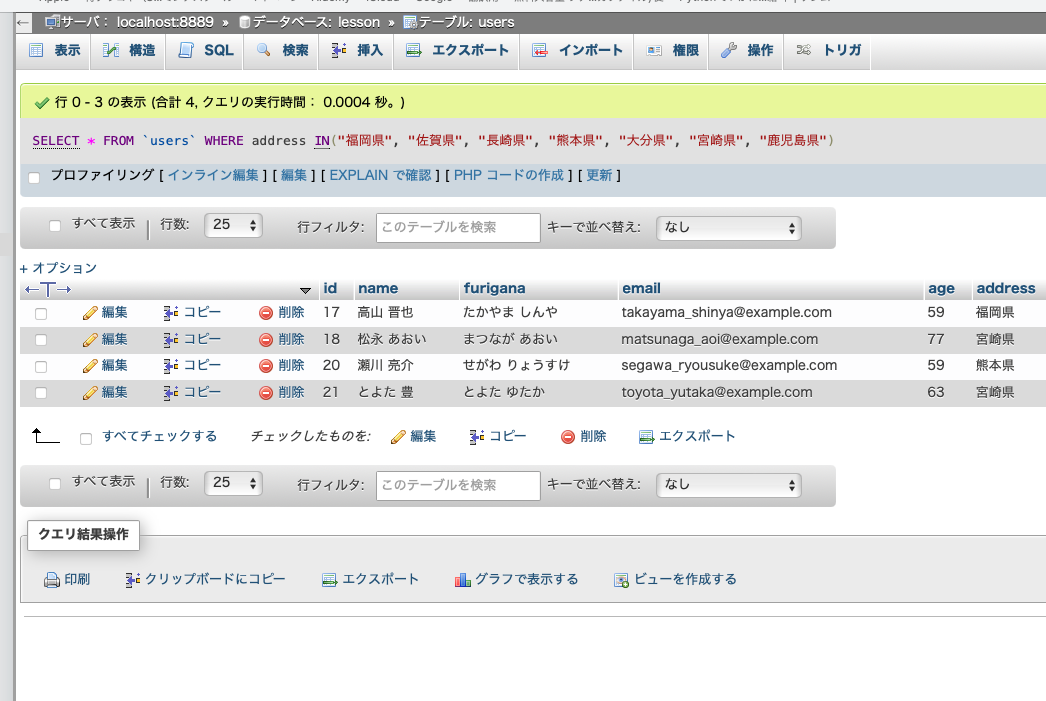 サーバ： localhost:8889 » データベース: lesson » テーブル: users
表示 構造 SQL 検索 挿入 エクスポート インポート 権限 操作 トリガ
行 0 - 3 の表示 (合計 4, クエリの実行時間： 0.0004 秒。)
SELECT * FROM `users` WHERE address IN("福岡県", "佐賀県", "長崎県", "熊本県", "大分県", "宮崎県", "鹿児島県")
プロファイリング [ インライン編集 ] [ 編集 ] [ EXPLAIN で確認 ] [ PHP コードの作成 ] [ 更新 ]
すべて表示 | 行数: 25 行フィルタ: このテーブルを検索 キーで並べ替え: なし
+ オプション
←T→ id name furigana email age address
編集 コピー 削除 17 高山 晋也 たかやま しんや takayama_shinya@example.com 59 福岡県
編集 コピー 削除 18 松永 あおい まつなが あおい matsunaga_aoi@example.com 77 宮崎県
編集 コピー 削除 20 瀬川 亮介 せがわ りょうすけ segawa_ryousuke@example.com 59 熊本県
編集 コピー 削除 21 とよた 豊 とよた ゆたか toyota_yutaka@example.com 63 宮崎県
すべてチェックする チェックしたものを: 編集 コピー 削除 エクスポート
すべて表示 | 行数: 25 行フィルタ: このテーブルを検索 キーで並べ替え: なし
クエリ結果操作
印刷 クリップボードにコピー エクスポート グラフで表示する ビューを作成する